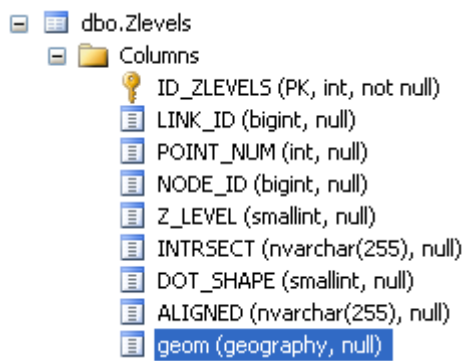 dbo.Zlevels
Columns
ID_ZLEVELS (PK, int, not null)
LINK_ID (bigint, null)
POINT_NUM (int, null)
NODE_ID (bigint, null)
Z_LEVEL (smallint, null)
INTRSECT (nvarchar(255), null)
DOT_SHAPE (smallint, null)
ALIGNED (nvarchar(255), null)
geom (geography, null)